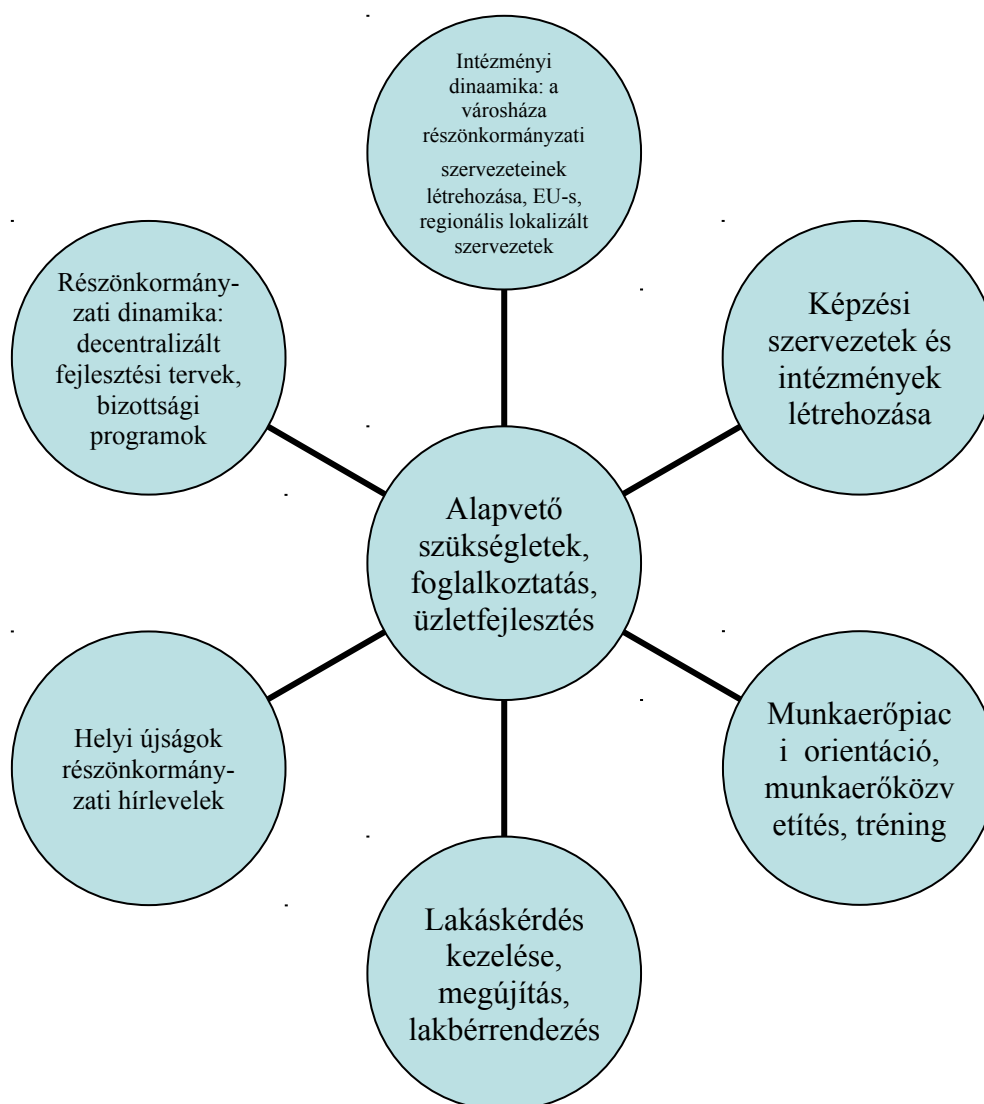 Intézményi
dinaamika: a
városháza
részönkormányzati
szervezeteinek
létrehozása, EU-s,
regionális lokalizált
szervezetek
Részönkormány-
zati dinamika:
decentralizált
fejlesztési tervek,
bizottsági
programok
Képzési
szervezetek és
intézmények
létrehozása
Alapvető
szükségletek,
foglalkoztatás,
üzletfejlesztés
Helyi újságok
részönkormány-
zati hírlevelek
Munkaerőpiac
i orientáció,
munkaerőközv
etítés, tréning
Lakáskérdés
kezelése,
megújítás,
lakbérrendezés